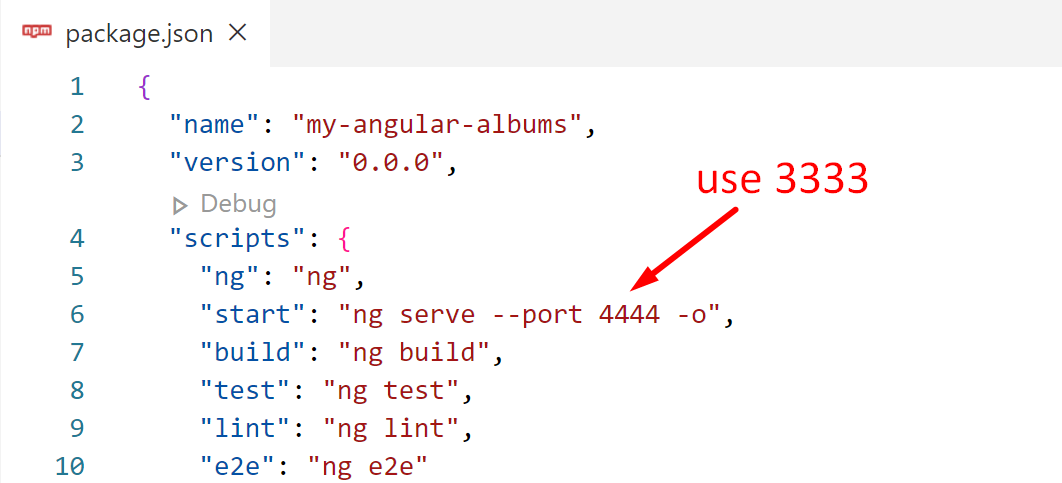 npm package.json ×
1 {
2 "name": "my-angular-albums",
3 "version": "0.0.0",
use 3333
Debug
4 "scripts": {
5 "ng": "ng",
6 "start": "ng serve --port 4444 -o",
7 "build": "ng build",
8 "test": "ng test",
9 "lint": "ng lint",
10 "e2e": "ng e2e"